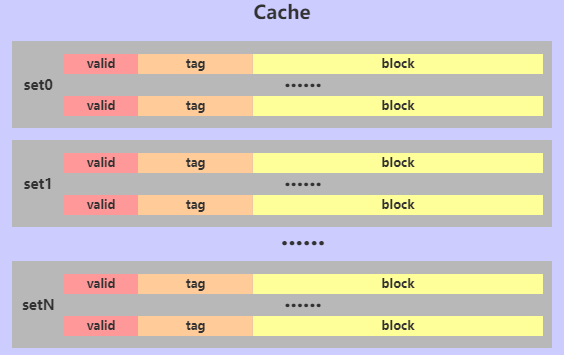 Cache
valid tag block
set0
••••••
valid tag block
valid tag block
set1
••••••
valid tag block
••••••
valid tag block
setN
••••••
valid tag block